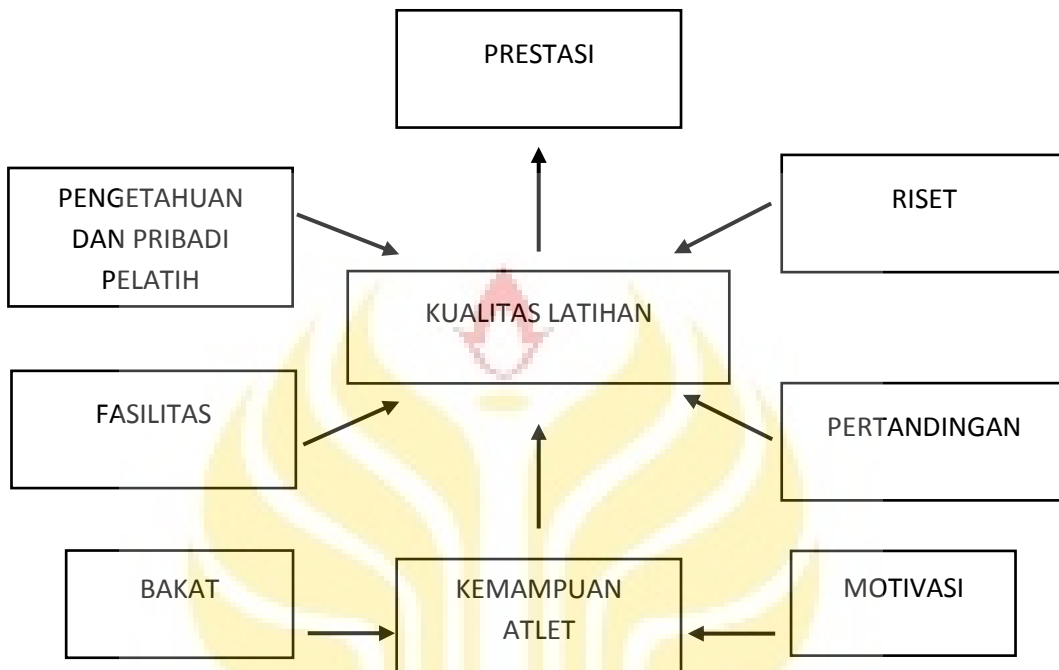 PRESTASI
PENGETAHUAN
DAN PRIBADI
PELATIH
RISET
KUALITAS LATIHAN
FASILITAS
PERTANDINGAN
BAKAT
KEMAMPUAN
ATLET
MOTIVASI